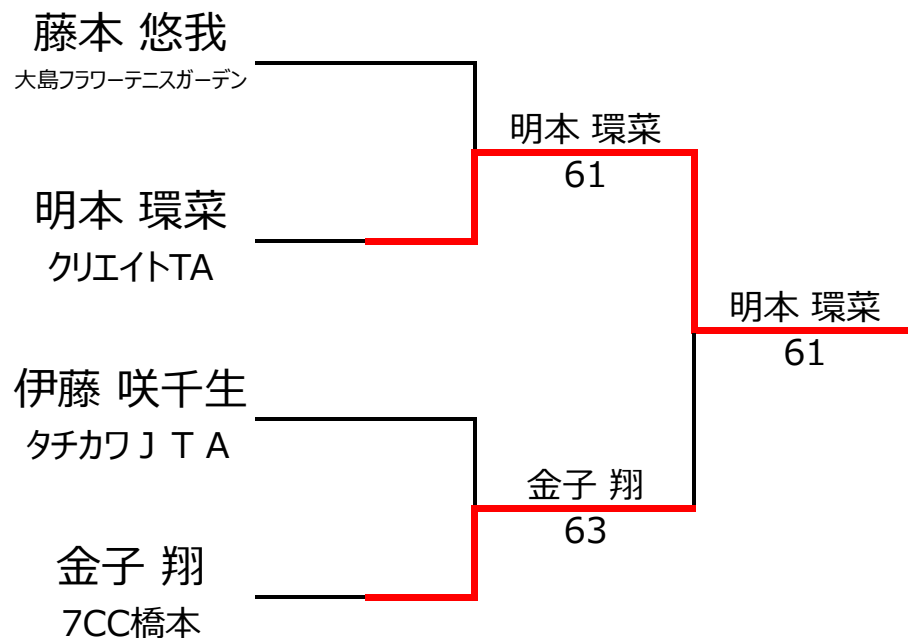 藤本 悠我
大島フラワーテニスガーデン
明本 環菜
61
明本 環菜
クリエイトTA
明本 環菜
61
伊藤 咲千生
タチカワＪＴＡ
金子 翔
63
金子 翔
7CC橋本